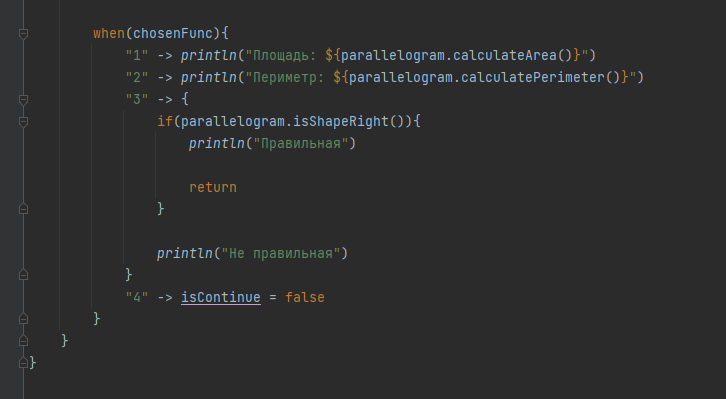 when(chosenFunc){
"1" -> println("Площадь: ${parallelogram.calculateArea()}")
"2" -> println("Периметр: ${parallelogram.calculatePerimeter()}")
"3" -> {
if(parallelogram.isShapeRight()){
println("Правильная")
return
}
println("Не правильная")
}
"4" -> isContinue = false
}
}
}